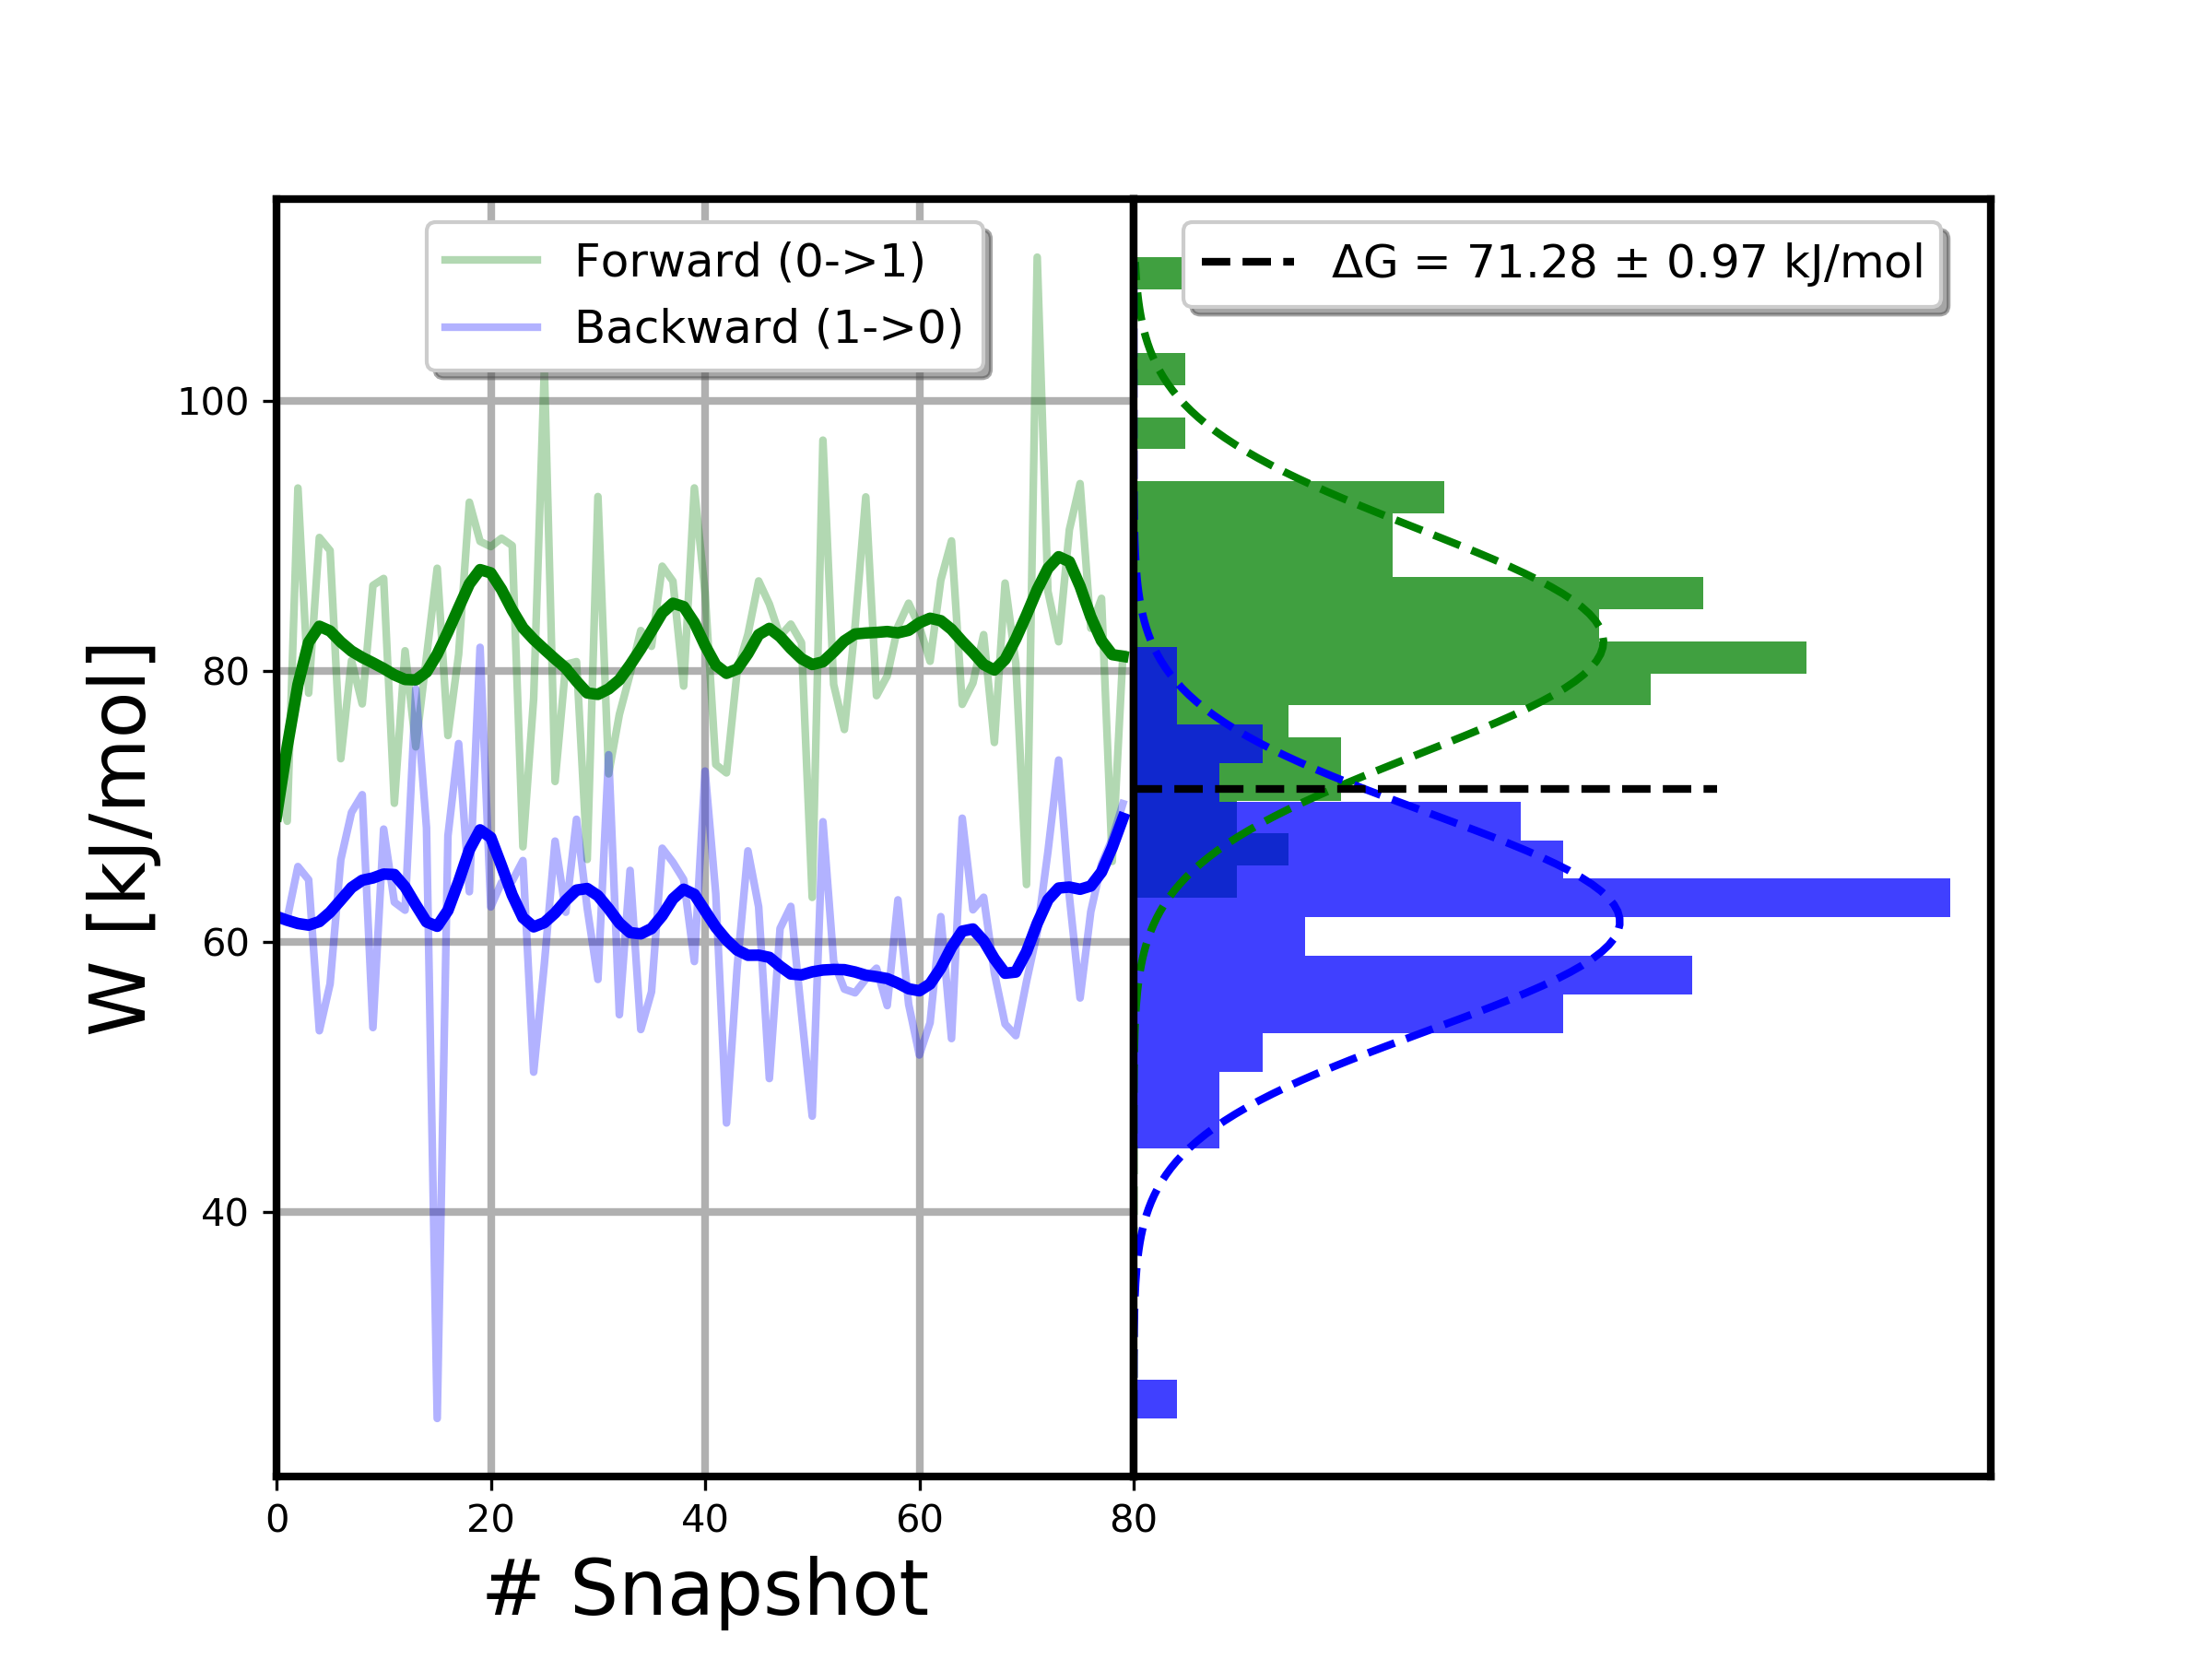 Forward (0->1)
Backward (1->0)
ΔG = 71.28 ± 0.97 kJ/mol
100
80
60
40
W [kJ/mol]
0 20 40 60 80
# Snapshot